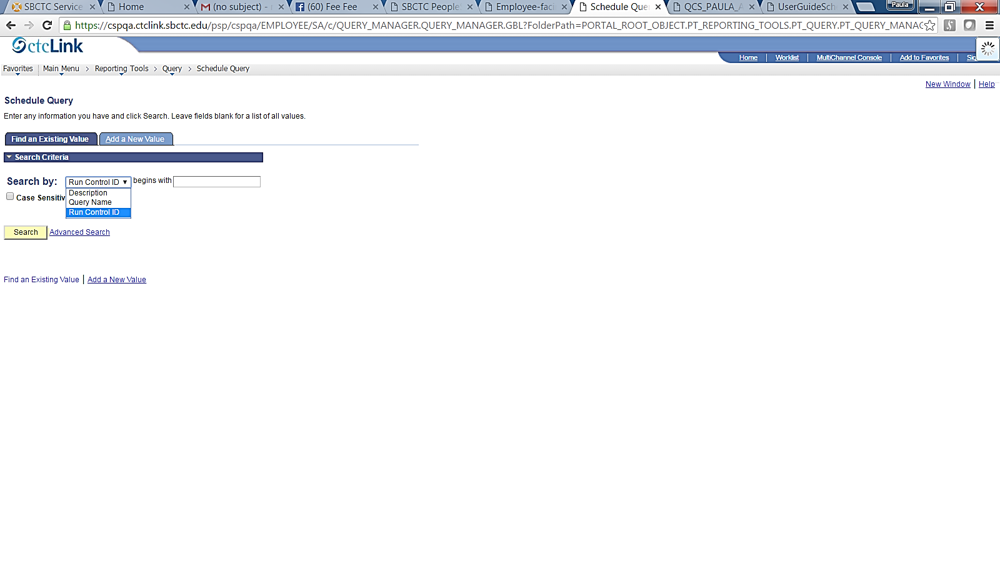 SBCTC Service
Home
(no subject) -
(60) Fee Fee
SBCTC People
Employee-faci
Schedule Que
QCS_PAULA_A
UserGuideSch
Paula
https://cspqa.ctclink.sbctc.edu/psp/cspqa/EMPLOYEE/SA/c/QUERY_MANAGER.QUERY_MANAGER.GBL?FolderPath=PORTAL_ROOT_OBJECT.PT_REPORTING_TOOLS.PT_QUERY.PT_QUERY_MANAG
ctcLink
Home
Worklist
MultiChannel Console
Add to Favorites
Favorites
Main Menu > Reporting Tools > Query > Schedule Query
New Window | Help
Schedule Query
Enter any information you have and click Search. Leave fields blank for a list of all values.
Find an Existing Value
Add a New Value
Search Criteria
Search by: Run Control ID begins with
Description
Case Sensitiv
Query Name
Run Control ID
Search Advanced Search
Find an Existing Value | Add a New Value